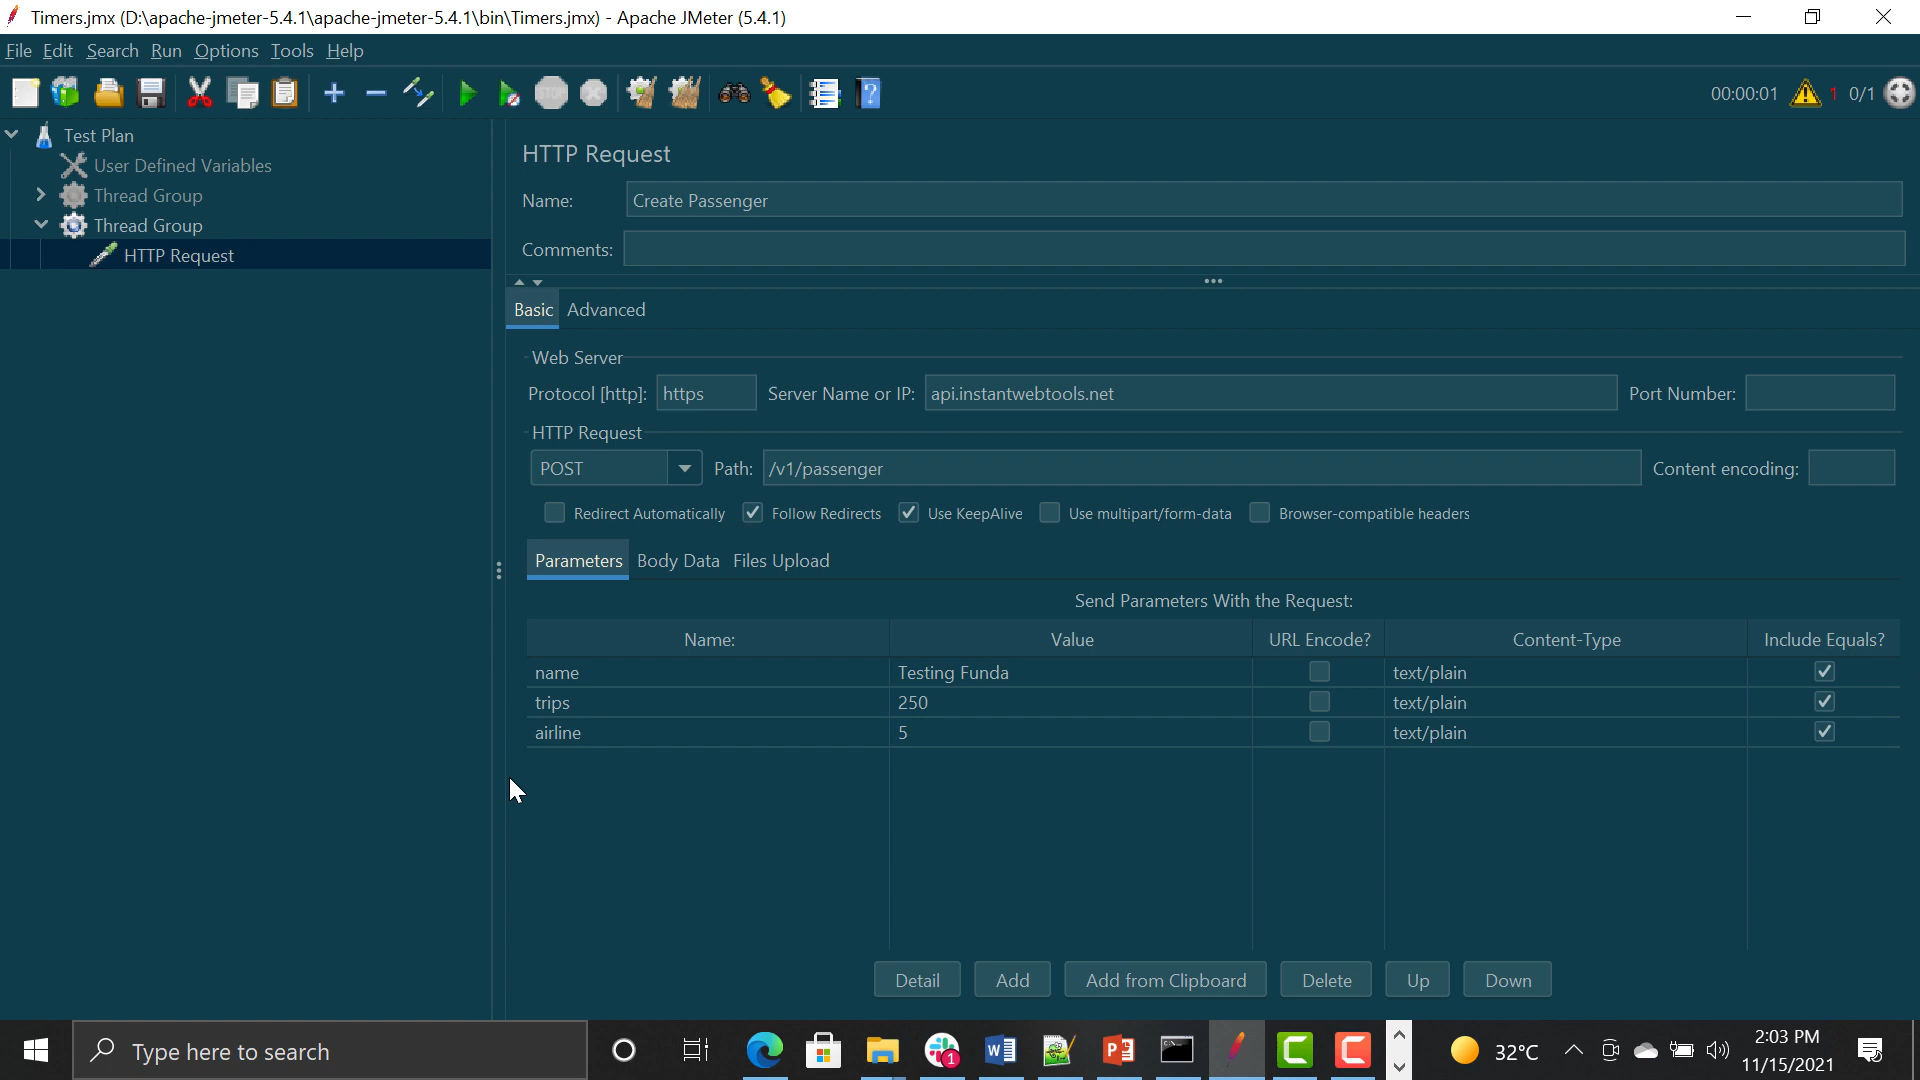 Timers.jmx (D:\apache-jmeter-5.4.1\apache-jmeter-5.4.1\bin\Timers.jmx) - Apache JMeter (5.4.1)
File Edit Search Run Options Tools Help
STOP 00:00:01 1 0/1
Test Plan
User Defined Variables
Thread Group
Thread Group
HTTP Request
HTTP Request
Name: Create Passenger
Comments:
Basic Advanced
Web Server
Protocol [http]: https Server Name or IP: api.instantwebtools.net Port Number:
HTTP Request
POST Path: /v1/passenger Content encoding:
Redirect Automatically Follow Redirects Use KeepAlive Use multipart/form-data Browser-compatible headers
Parameters Body Data Files Upload
Send Parameters With the Request:
Name: Value URL Encode? Content-Type Include Equals?
name Testing Funda text/plain
trips 250 text/plain
airline 5 text/plain
Detail Add Add from Clipboard Delete Up Down
Type here to search 1 32°C 2:03 PM
11/15/2021